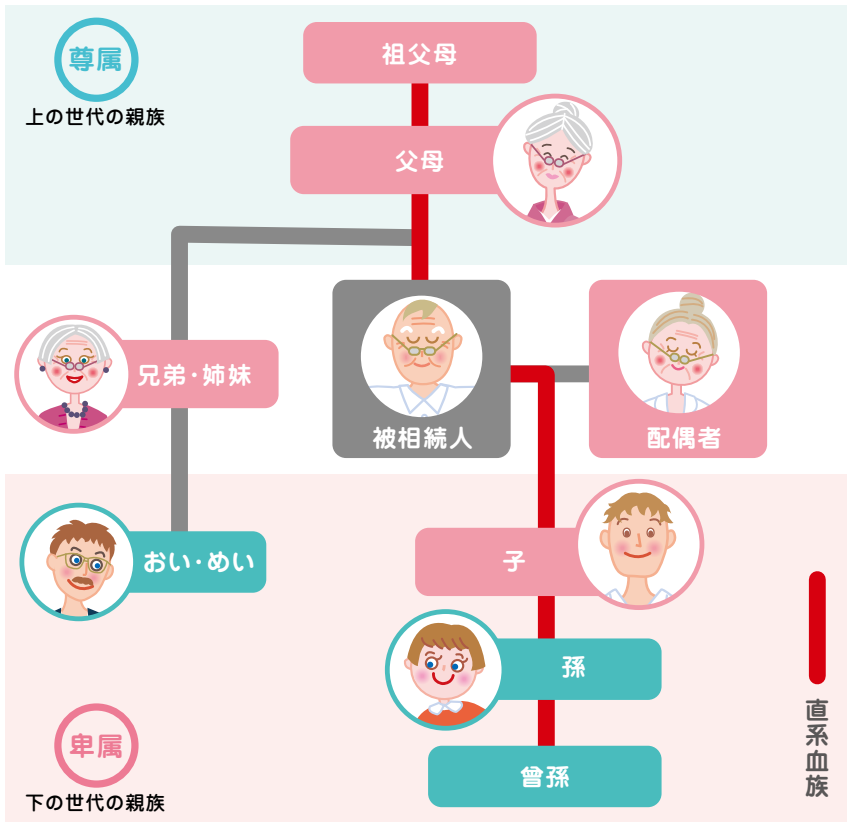 尊属
上の世代の親族
祖父母
父母
兄弟・姉妹
被相続人
配偶者
おい・めい
子
孫
曾孫
卑属
下の世代の親族
直系血族